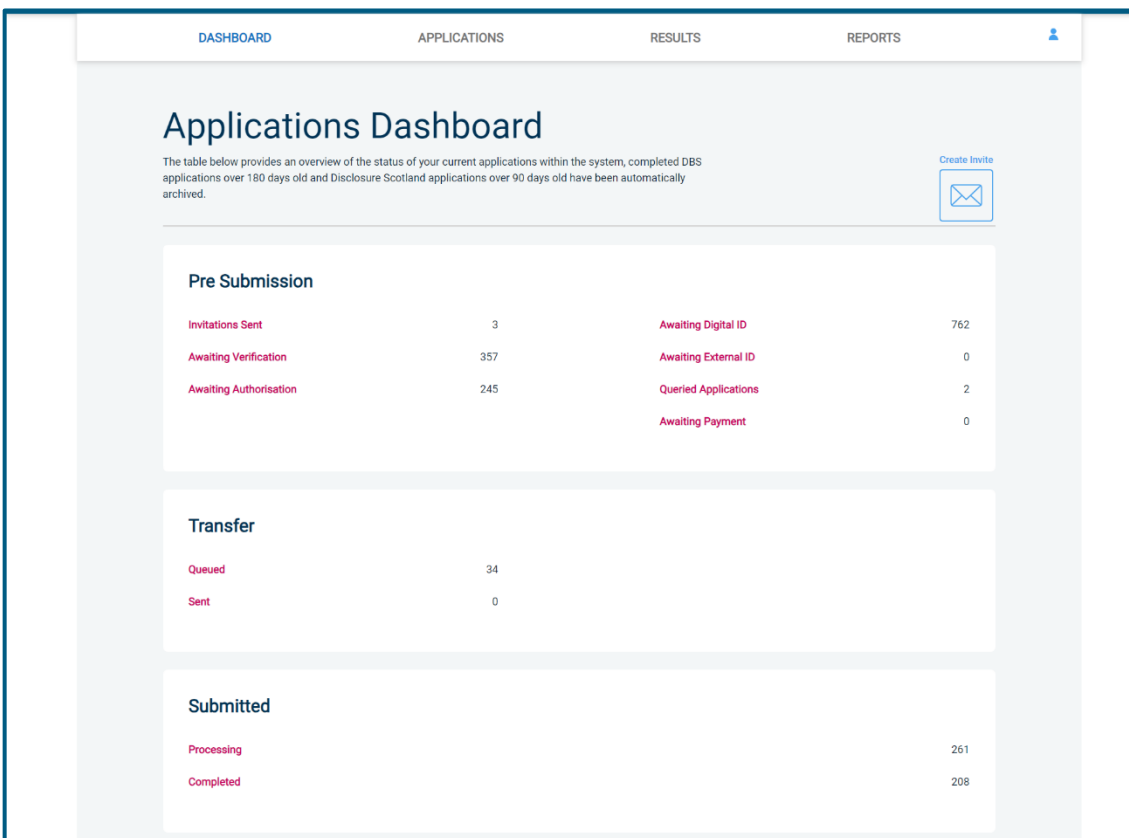 DASHBOARD APPLICATIONS RESULTS REPORTS
Applications Dashboard
The table below provides an overview of the status of your current applications within the system, completed DBS
applications over 180 days old and Disclosure Scotland applications over 90 days old have been automatically
archived.
Create Invite
Pre Submission
Invitations Sent 3 Awaiting Digital ID 762
Awaiting Verification 357 Awaiting External ID 0
Awaiting Authorisation 245 Queried Applications 2
Awaiting Payment 0
Transfer
Queued 34
Sent 0
Submitted
Processing 261
Completed 208